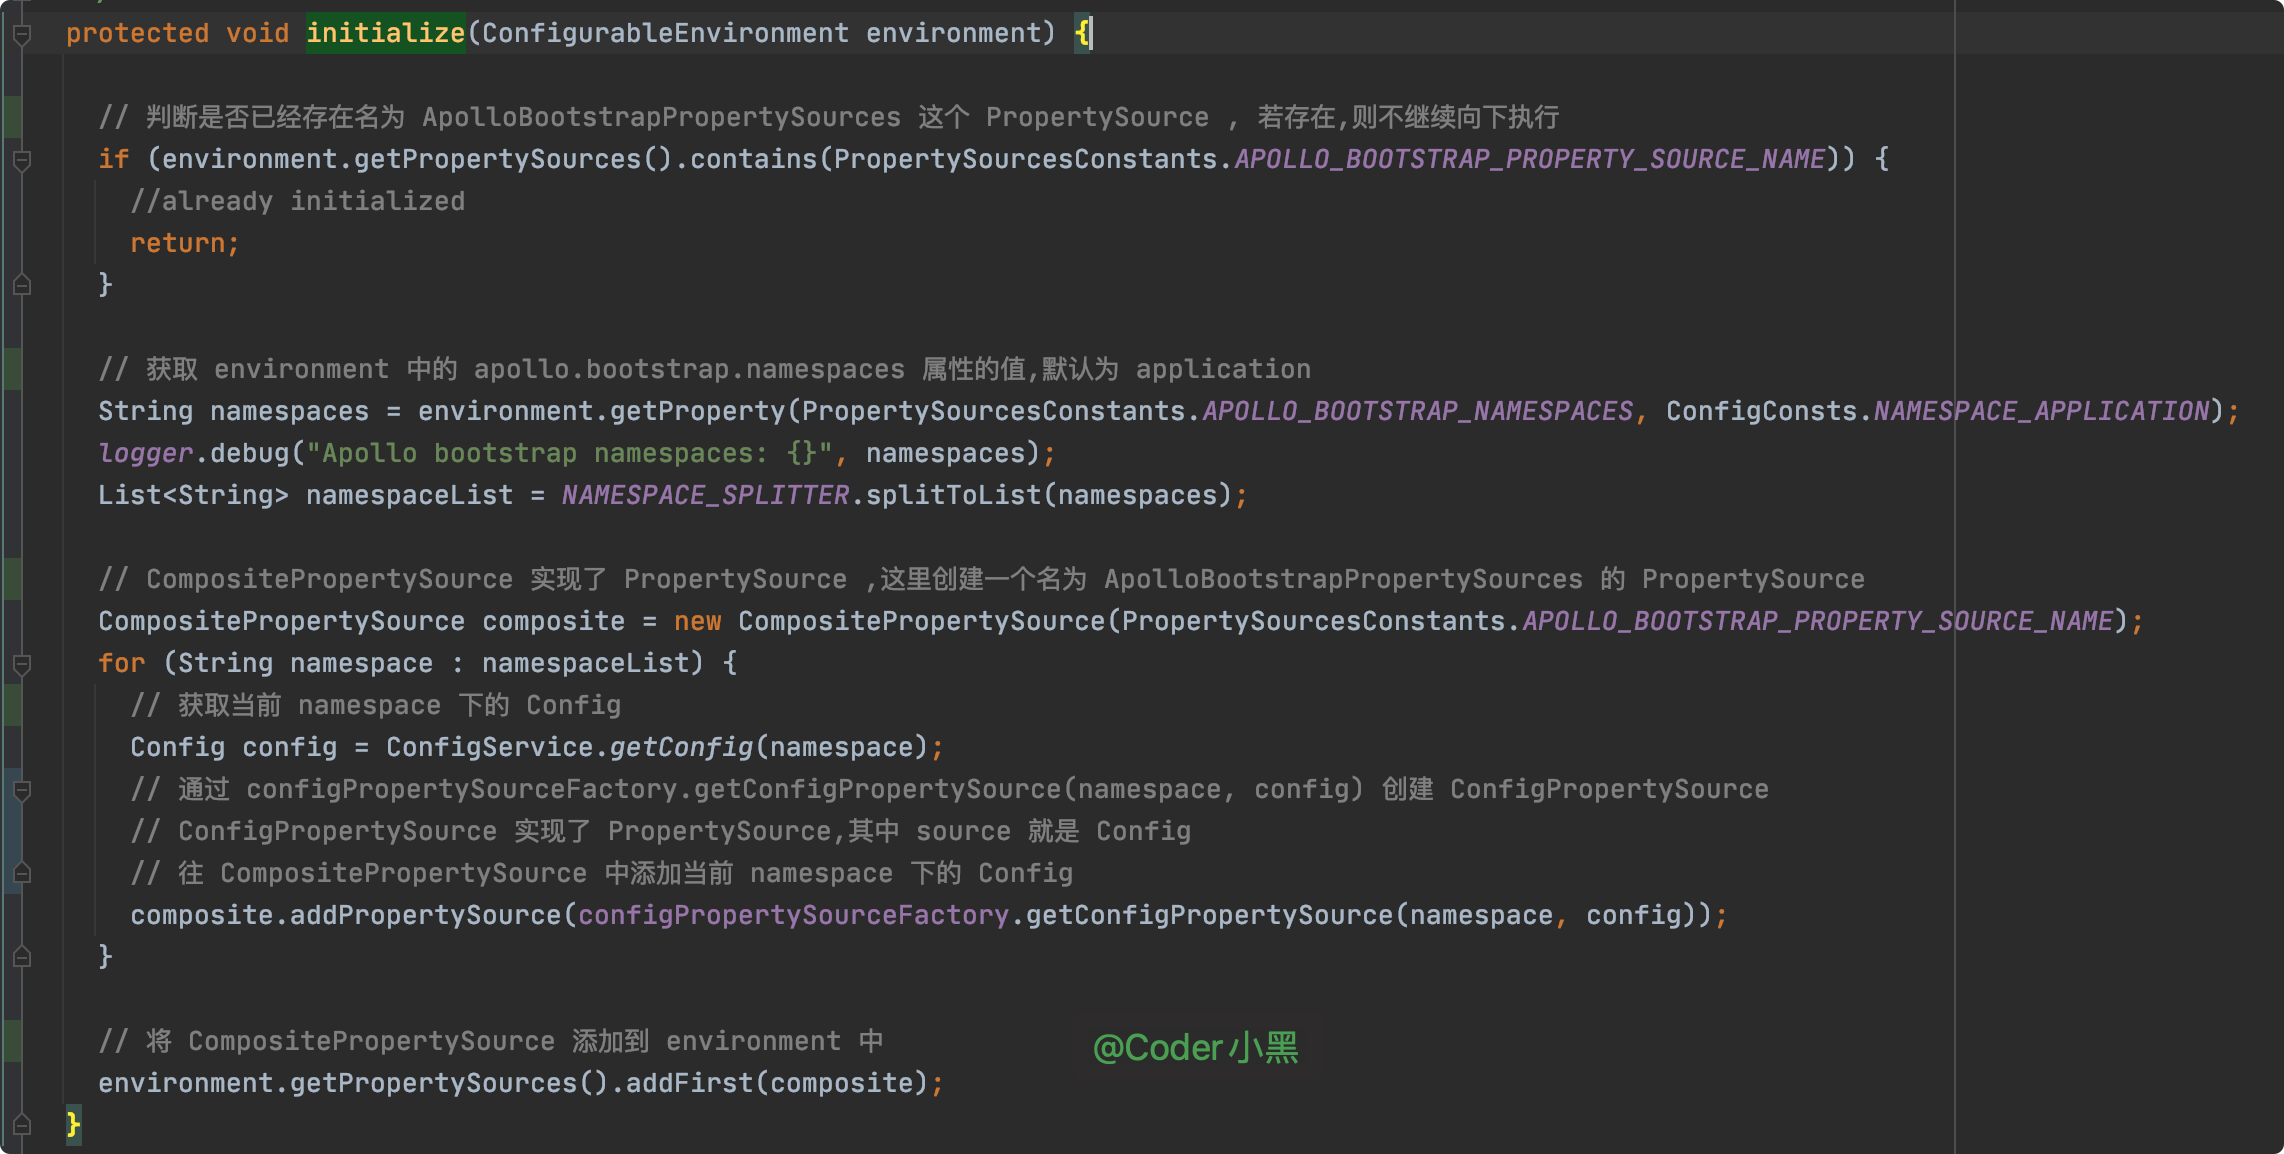 protected void initialize(ConfigurableEnvironment environment) {
// 判断是否已经存在名为 ApolloBootstrapPropertySources 这个 PropertySource , 若存在,则不继续向下执行
if (environment.getPropertySources().contains(PropertySourcesConstants.APOLLO_BOOTSTRAP_PROPERTY_SOURCE_NAME)) {
//already initialized
return;
}
// 获取 environment 中的 apollo.bootstrap.namespaces 属性的值,默认为 application
String namespaces = environment.getProperty(PropertySourcesConstants.APOLLO_BOOTSTRAP_NAMESPACES, ConfigConsts.NAMESPACE_APPLICATION);
logger.debug("Apollo bootstrap namespaces: {}", namespaces);
List<String> namespaceList = NAMESPACE_SPLITTER.splitToList(namespaces);
// CompositePropertySource 实现了 PropertySource ,这里创建一个名为 ApolloBootstrapPropertySources 的 PropertySource
CompositePropertySource composite = new CompositePropertySource(PropertySourcesConstants.APOLLO_BOOTSTRAP_PROPERTY_SOURCE_NAME);
for (String namespace : namespaceList) {
// 获取当前 namespace 下的 Config
Config config = ConfigService.getConfig(namespace);
// 通过 configPropertySourceFactory.getConfigPropertySource(namespace, config) 创建 ConfigPropertySource
// ConfigPropertySource 实现了 PropertySource,其中 source 就是 Config
// 往 CompositePropertySource 中添加当前 namespace 下的 Config
composite.addPropertySource(configPropertySourceFactory.getConfigPropertySource(namespace, config));
}
// 将 CompositePropertySource 添加到 environment 中
@Coder小黑
environment.getPropertySources().addFirst(composite);
}